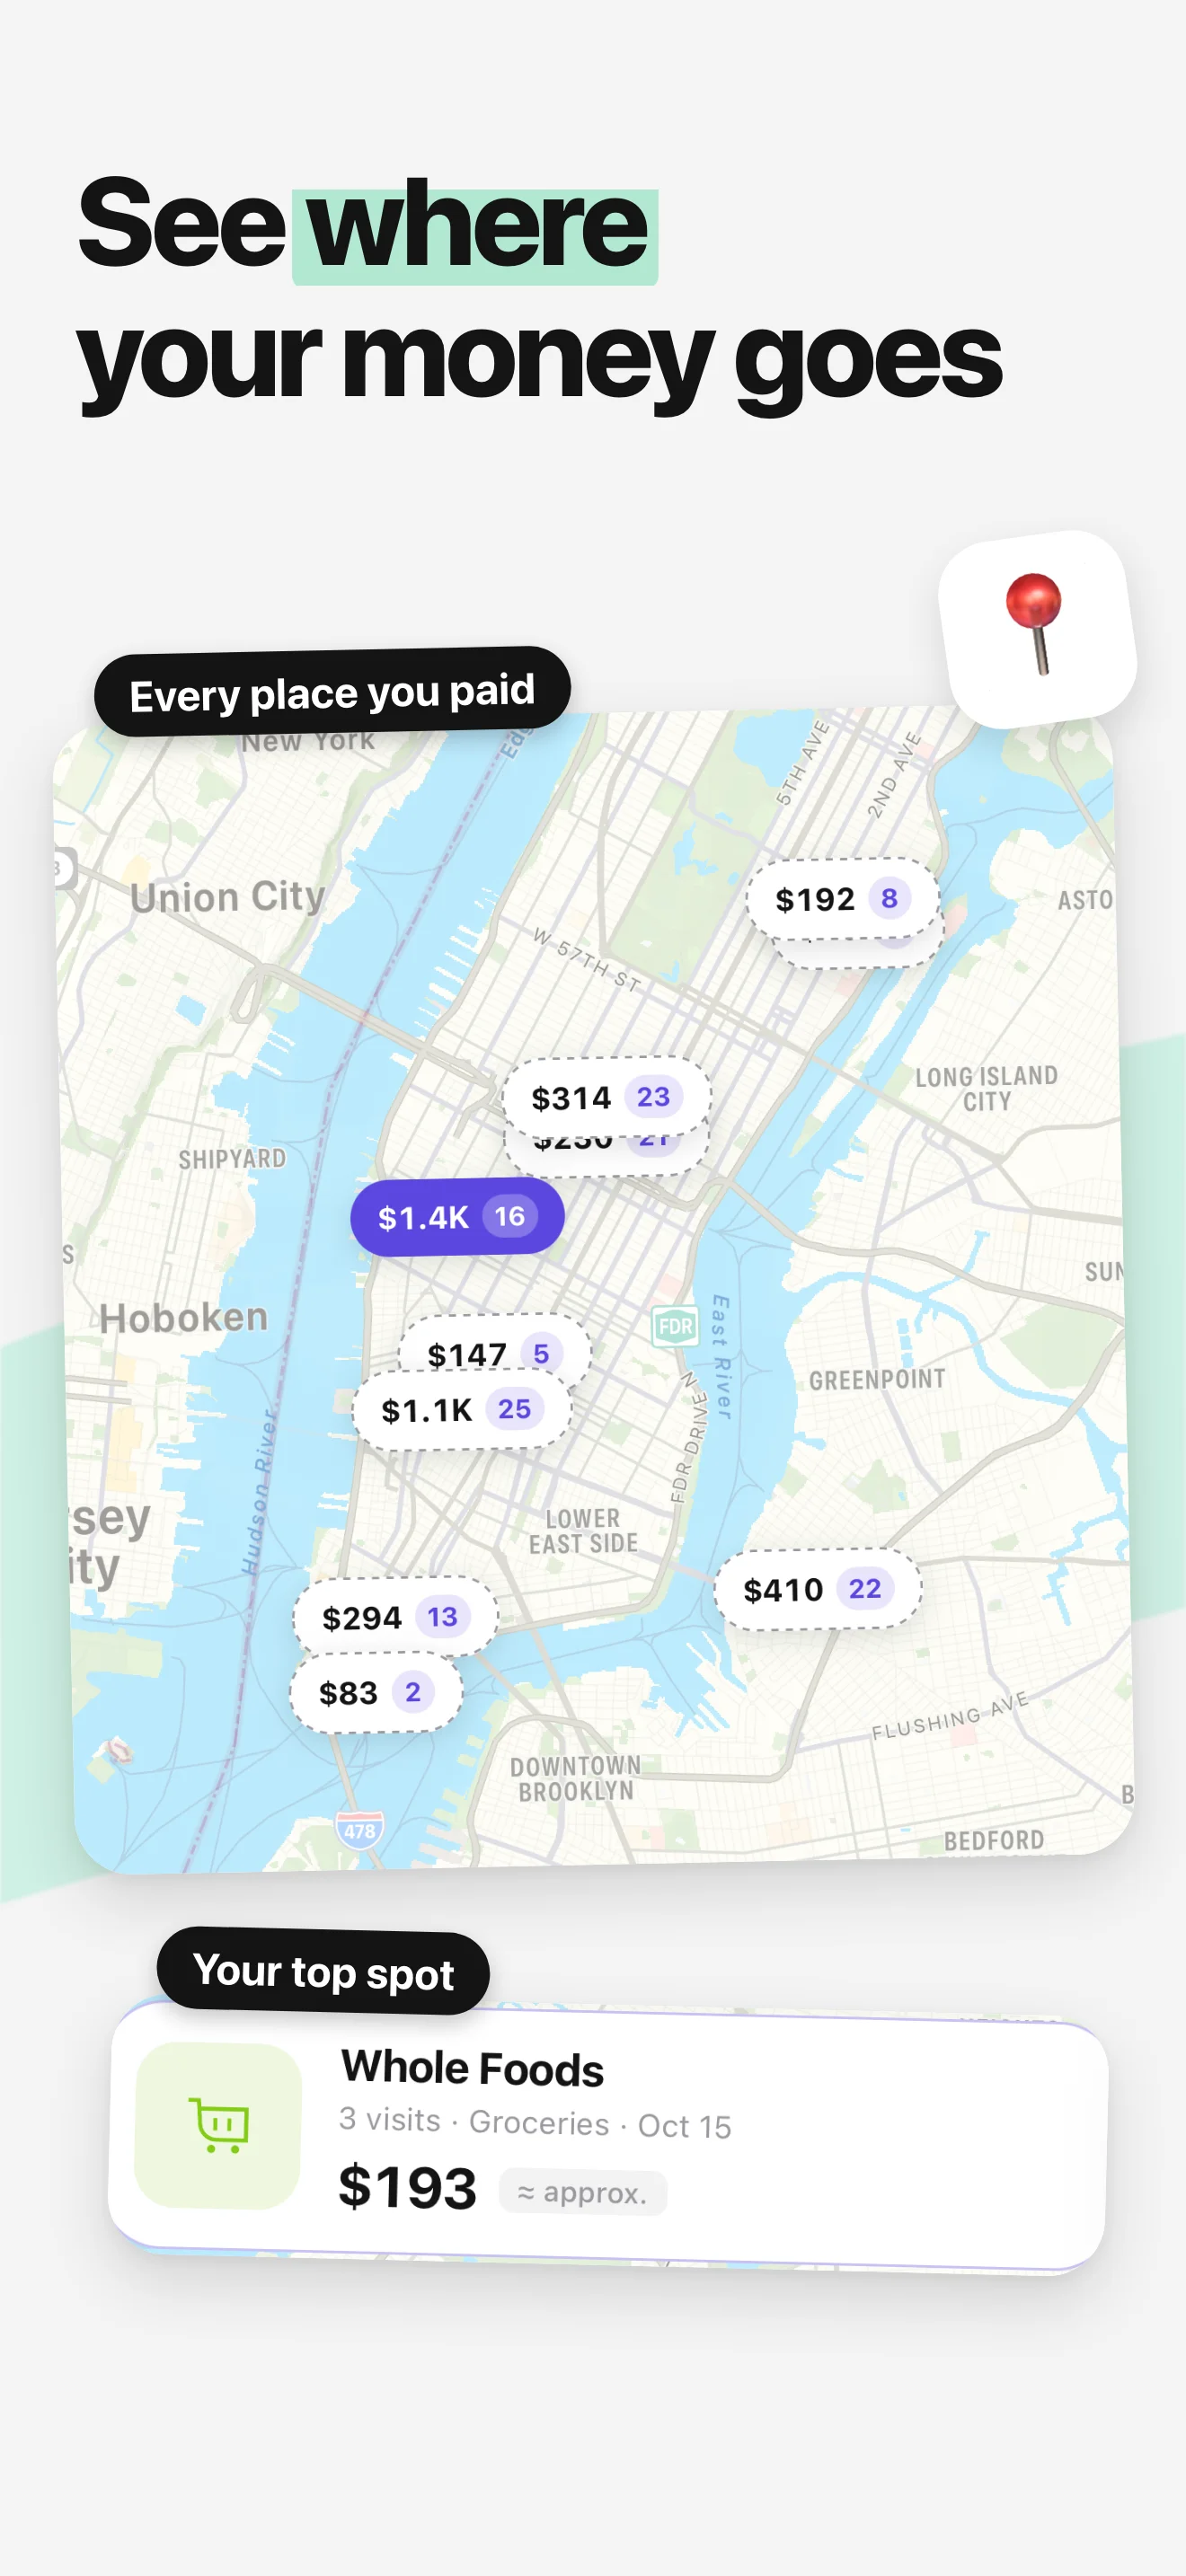 See where
your money goes
Every place you paid
New York
5TH AVE
2ND AVE
Union City
$192 8
W 57TH ST
$314 23
LONG ISLAND
CITY
SHIPYARD
$1.4K 16
Hoboken
FDR
East River
$147 5
GREENPOINT
$1.1K 25
FDR DRIVE N
Hudson River
LOWER
EAST SIDE
$410 22
$294 13
$83 2
FLUSHING AVE
DOWNTOWN
BROOKLYN
478
BEDFORD
Your top spot
Whole Foods
3 visits · Groceries · Oct 15
$193 ≈ approx.